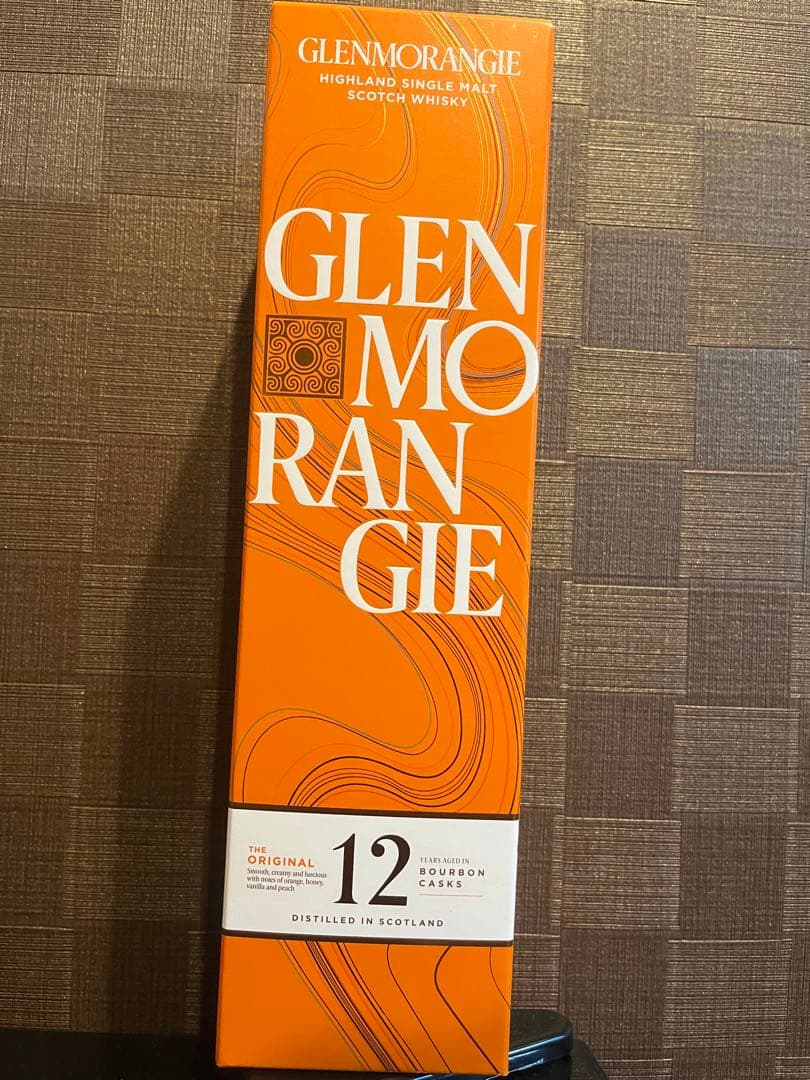 GLENMORANGIE
HIGHLAND SINGLE MALT
SCOTCH WHISKY
GLEN
MO
RAN
GIE
THE
ORIGINAL
Smooth, creamy and luscious
with notes of orange, honey,
vanilla and peach
12
YEARS AGED IN
BOURBON
CASKS
DISTILLED IN SCOTLAND